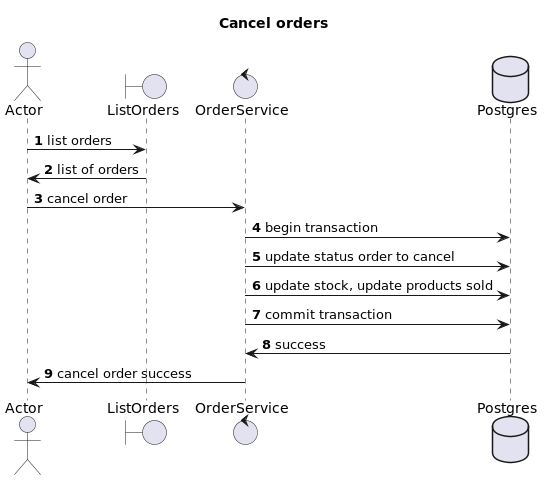 Cancel orders
Actor
ListOrders
OrderService
Postgres
1 list orders
2 list of orders
3 cancel order
4 begin transaction
5 update status order to cancel
6 update stock, update products sold
7 commit transaction
8 success
9 cancel order success
Actor
ListOrders
OrderService
Postgres